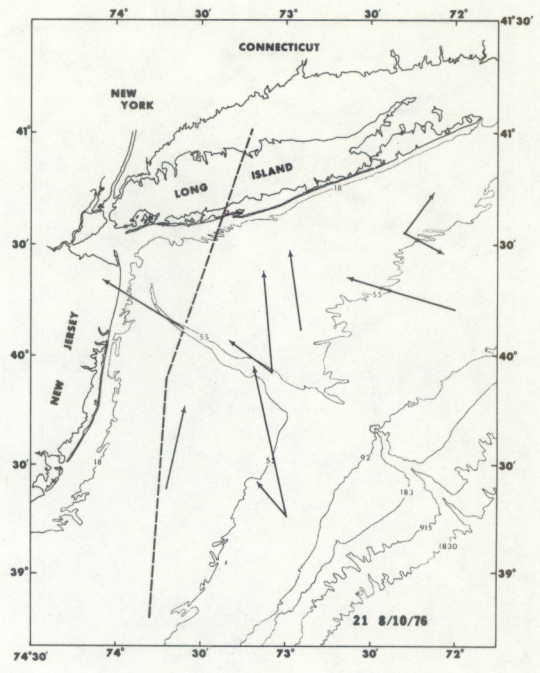 74° 30′ 73° 30′ 72°
41°30′
CONNECTICUT
NEW
YORK
41° 41°
LONG ISLAND
18
30′ 30′
55
NEW JERSEY
55
40° 40°
18
55
92
30′ 30′
183
915
1830
39° 39°
21 8/10/76
74°30′ 74° 30′ 73° 30′ 72°